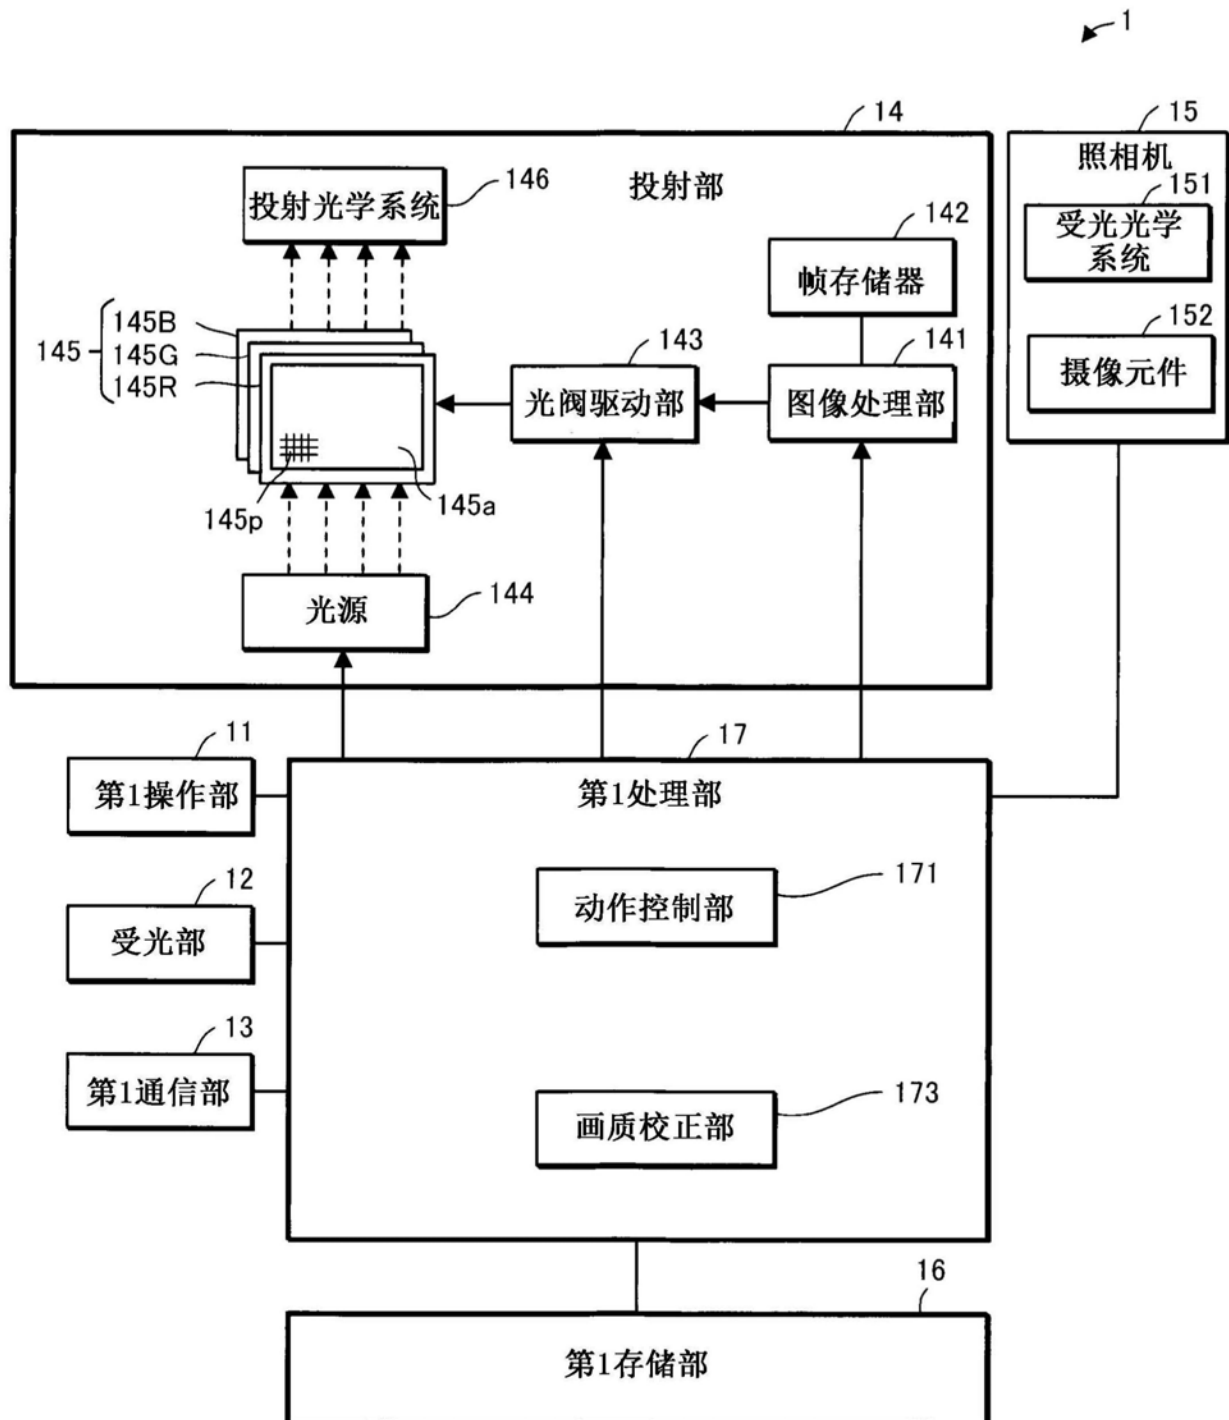 1
14
15
投射部
照相机
146
投射光学系统
151
受光光学
系统
142
帧存储器
152
摄像元件
145
145B
145G
145R
143
光阀驱动部
141
图像处理部
145p
145a
144
光源
11
第1操作部
17
第1处理部
12
受光部
171
动作控制部
13
第1通信部
173
画质校正部
16
第1存储部